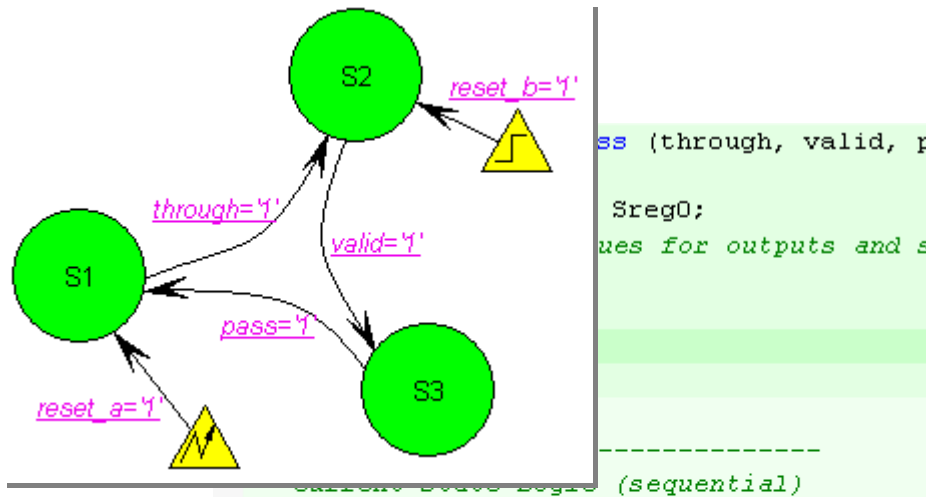 S2
reset_b='1'
ss (through, valid, p
through='1'
Sreg0;
valid='1'
ues for outputs and s
S1
pass='1'
S3
reset_a='1'
--------------
Current State Logic (sequential)